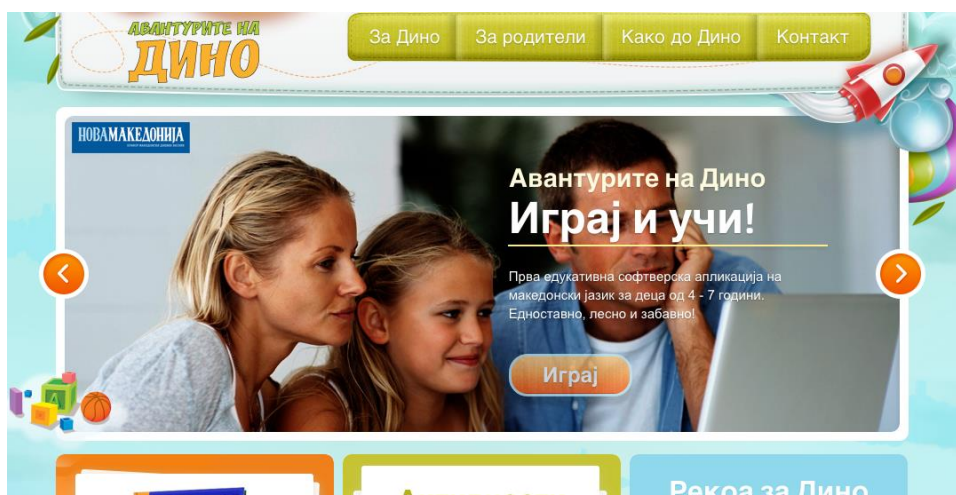 АВАНТУРИТЕ НА
ДИНО
За Дино За родители Како до Дино Контакт
НОВАМАКЕДОНИЈА
Авантурите на Дино
Играј и учи!
Прва едукативна софтверска апликација на
македонски јазик за деца од 4 - 7 години.
Едноставно, лесно и забавно!
Играј
A
Рекоа за Дино